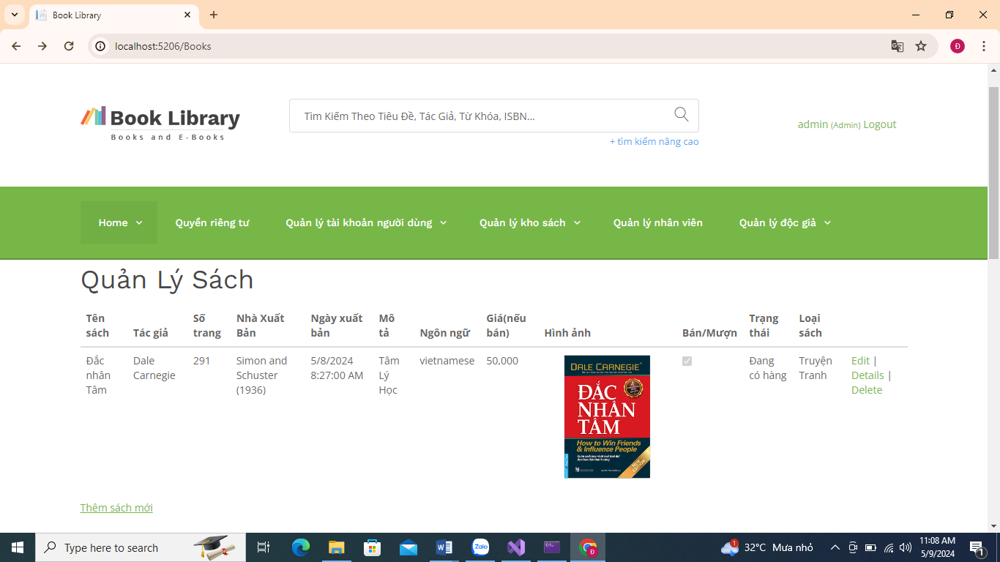 Book Library
localhost:5206/Books
Đ
Book Library
Books and E-Books
Tìm Kiếm Theo Tiêu Đề, Tác Giả, Từ Khóa, ISBN...
+ tìm kiếm nâng cao
admin (Admin) Logout
Home
Quyền riêng tư
Quản lý tài khoản người dùng
Quản lý kho sách
Quản lý nhân viên
Quản lý độc giả
Quản Lý Sách
Tên sách
Tác giả
Số trang
Nhà Xuất Bản
Ngày xuất bản
Mô tả
Ngôn ngữ
Giá(nếu bán)
Hình ảnh
Bán/Mượn
Trạng thái
Loại sách
Đắc nhân Tâm
Dale Carnegie
291
Simon and Schuster (1936)
5/8/2024 8:27:00 AM
Tâm Lý Học
vietnamese
50,000
DALE CARNEGIE
ĐẮC
NHÂN
TÂM
How to Win Friends
& Influence People
NEW EDITION
Đang có hàng
Truyện Tranh
Edit |
Details |
Delete
Thêm sách mới
Type here to search
Zalo
1
32°C Mưa nhỏ
11:08 AM
5/9/2024
1